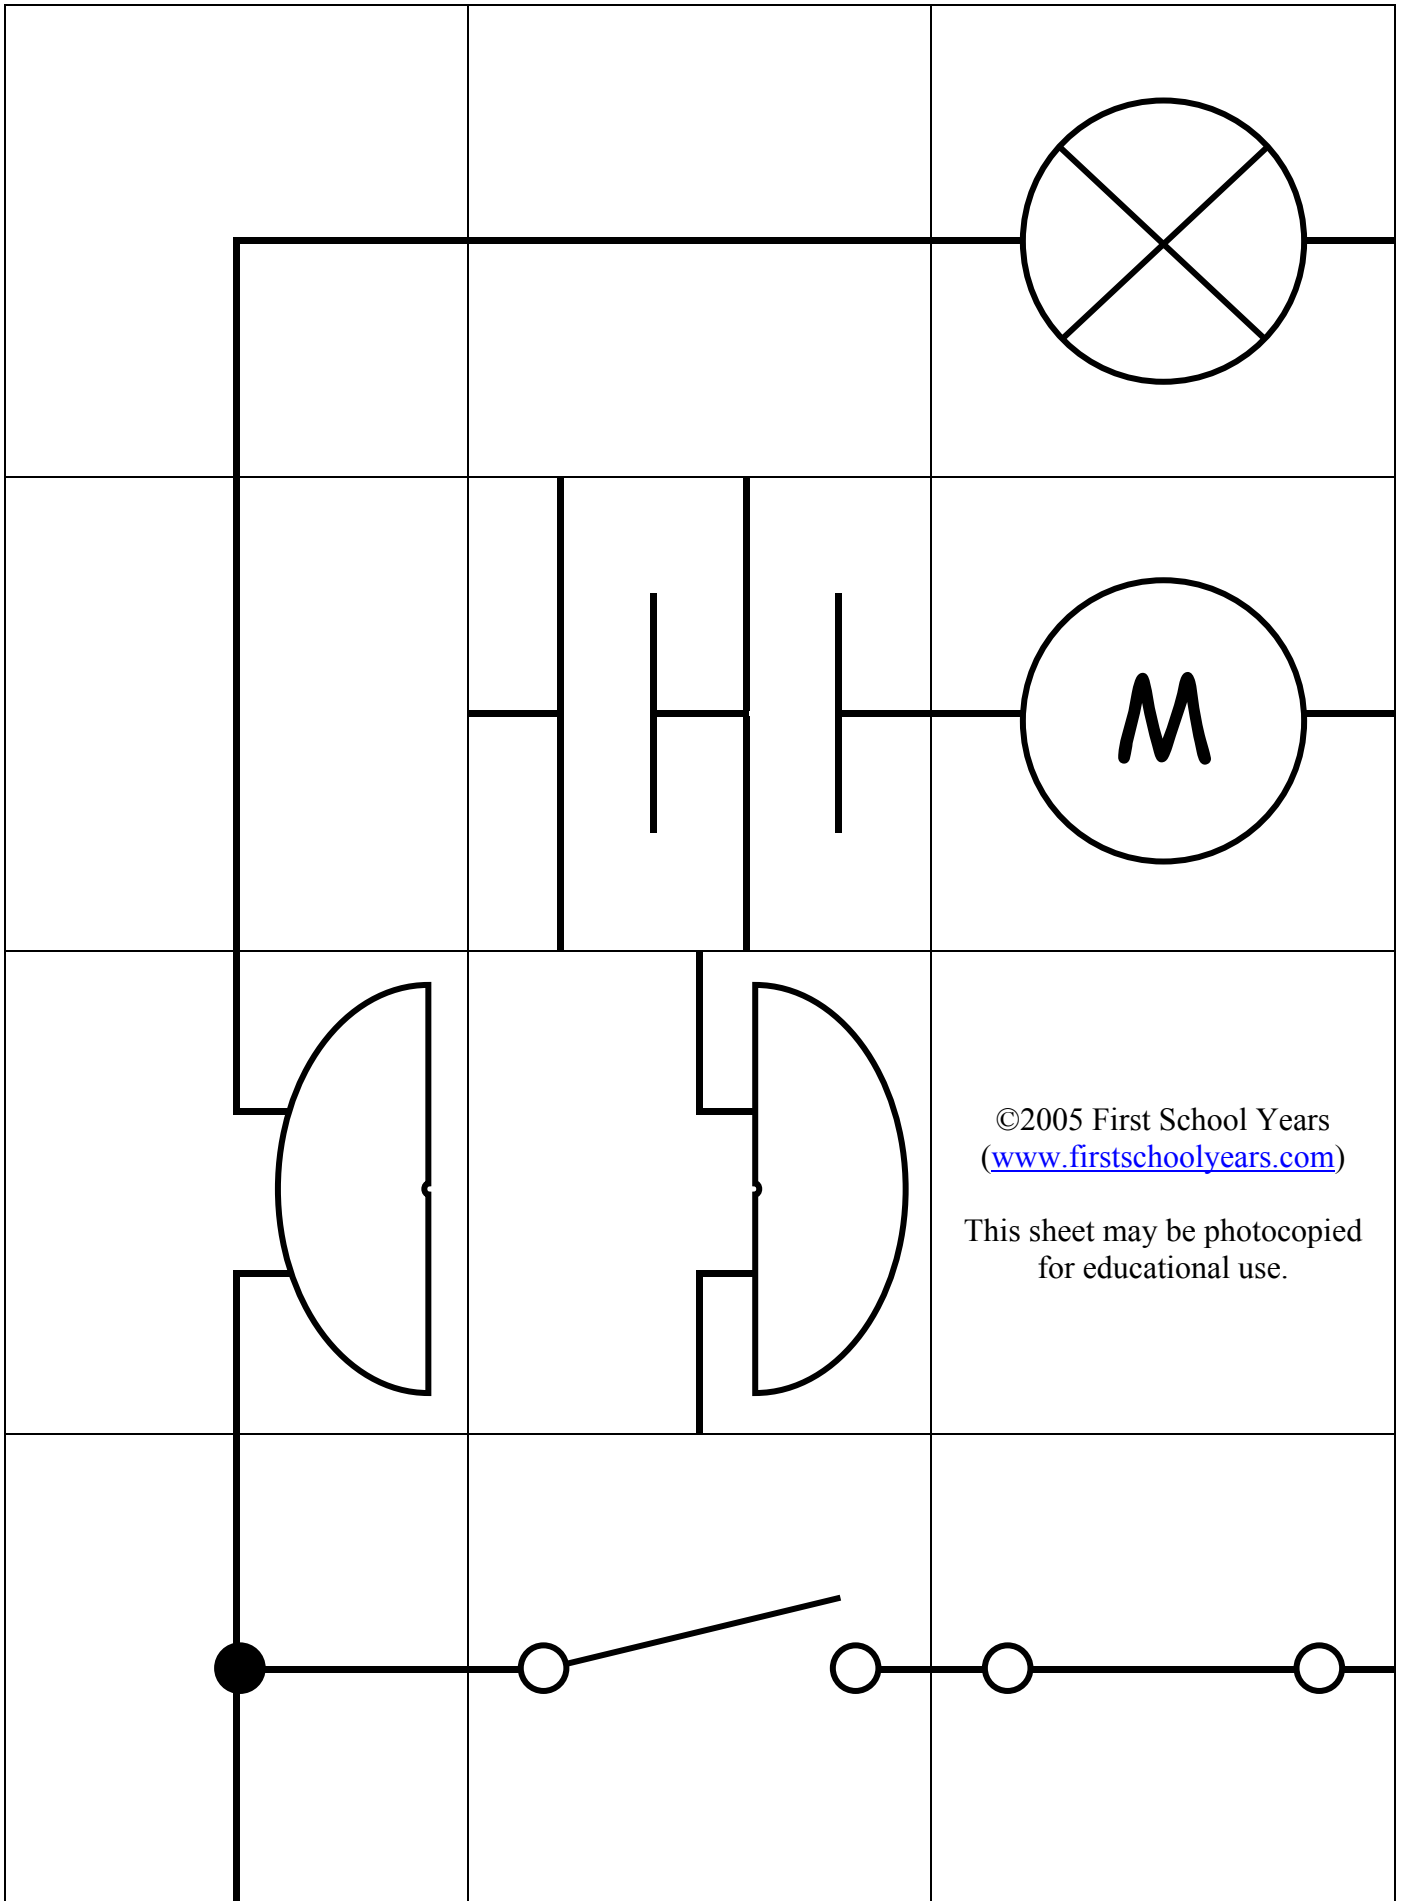 M
©2005 First School Years
(www.firstschoolyears.com)
This sheet may be photocopied
for educational use.